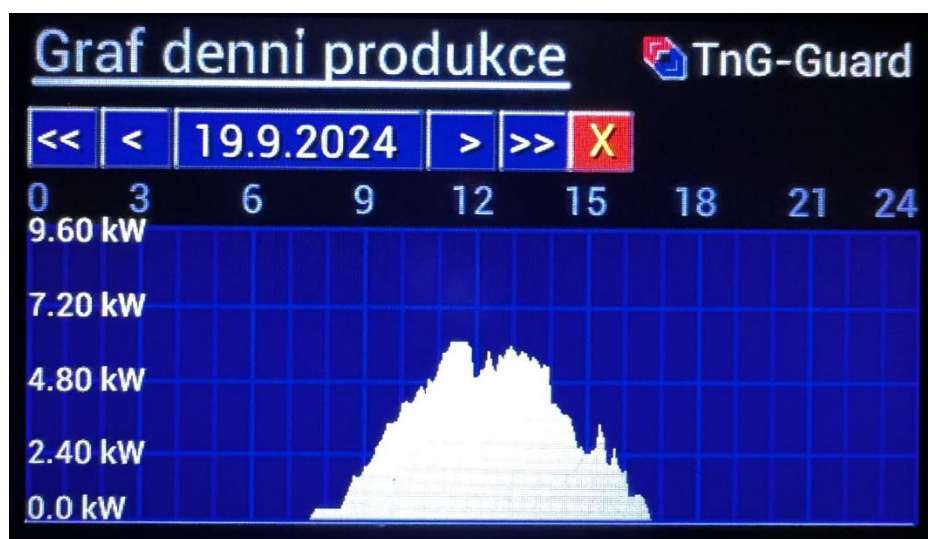 Graf denni produkce TnG-Guard
<< < 19.9.2024 > >> X
0 3 6 9 12 15 18 21 24
9.60 kW
7.20 kW
4.80 kW
2.40 kW
0.0 kW